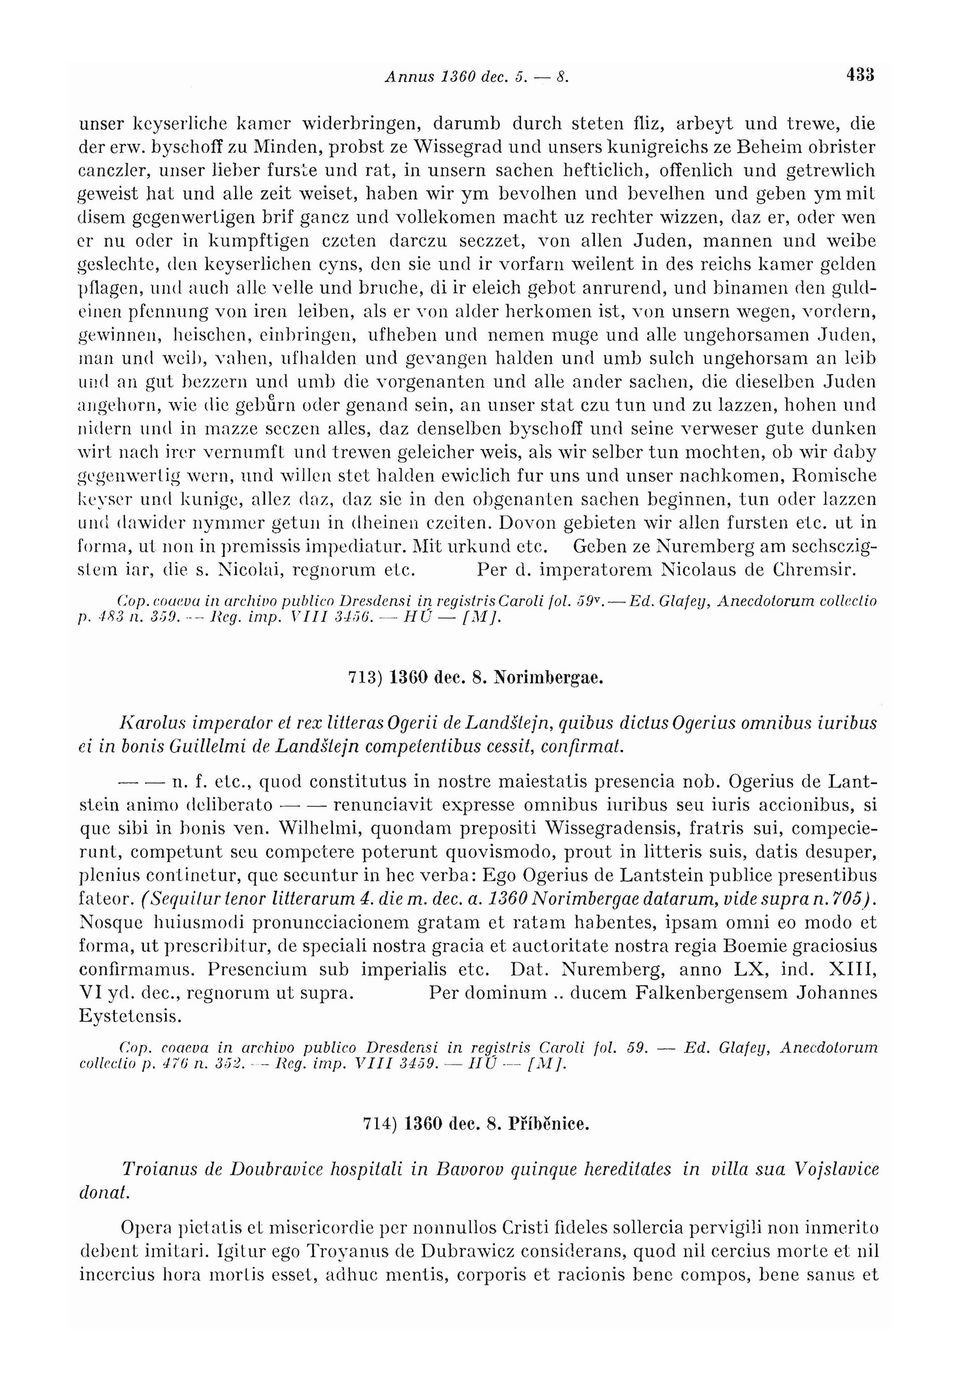 Annus 1360 dec. 5. — 8. 433
unser keyserliche kamer widerbringen, darumb durch steten fliz, arbeyt und trewe, die
der erw. byschoff zu Minden, probst ze Wissegrad und unsers kunigreichs ze Beheim obrister
canczler, unser lieber furste und rat, in unsern sachen hefticlich, offenlich und getrewlich
geweist hat und alle zeit weiset, haben wir ym bevolhen und bevelhen und geben ym mit
disem gegenwertigen brif gancz und vollekomen macht uz rechter wizzen, daz er, oder wen
er nu oder in kumpftigen czeten darczu seczzet, von allen Juden, mannen und weibe
geslechte, den keyserlichen cyns, den sie und ir vorfarn weilent in des reichs kamer gelden
pflagen, und auch alle velle und bruche, di ir eleich gebot anrurend, und binamen den guld-
einen pfennung von iren leiben, als er von alder herkomen ist, von unsern wegen, vordern,
gewinnen, heischen, einbringen, ufheben und nemen muge und alle ungehorsamen Juden,
man und weib, vahen, ufhalden und gevangen halden und umb sulch ungehorsam an leib
und an gut bezzern und umb die vorgenanten und alle ander sachen, die dieselben Juden
angehorn, wie die gebuͤrn oder genand sein, an unser stat czu tun und zu lazzen, hohen und
nidern und in mazze seczen alles, daz denselben byschoff und seine verweser gute dunken
wirt nach irer vernumft und trewen geleicher weis, als wir selber tun mochten, ob wir daby
gegenwertig wern, und willen stet halden ewiclich fur uns und unser nachkomen, Romische
keyser und kunige, allez daz, daz sie in den obgenanten sachen beginnen, tun oder lazzen
und dawider nymmer getun in dheinen czeiten. Dovon gebieten wir allen fursten etc. ut in
forma, ut non in premissis impediatur. Mit urkund etc. Geben ze Nuremberg am sechsczig-
stem iar, die s. Nicolai, regnorum etc. Per d. imperatorem Nicolaus de Chremsir.
Cop. coaeva in archivo publico Dresdensi in registris Caroli fol. 59v. — Ed. Glafey, Anecdotorum collectio
p. 483 n. 359. — Reg. imp. VIII 3456. — HÚ — [M].
713) 1360 dec. 8. Norimbergae.
Karolus imperator et rex litteras Ogerii de Landštejn, quibus dictus Ogerius omnibus iuribus
ei in bonis Guillelmi de Landštejn competentibus cessit, confirmat.
— — n. f. etc., quod constitutus in nostre maiestatis presencia nob. Ogerius de Lant-
stein animo deliberato — — renunciavit expresse omnibus iuribus seu iuris accionibus, si
que sibi in bonis ven. Wilhelmi, quondam prepositi Wissegradensis, fratris sui, compecie-
runt, competunt seu competere poterunt quovismodo, prout in litteris suis, datis desuper,
plenius continetur, que secuntur in hec verba: Ego Ogerius de Lantstein publice presentibus
fateor. (Sequitur tenor litterarum 4. die m. dec. a. 1360 Norimbergae datarum, vide supra n. 705).
Nosque huiusmodi pronuncciacionem gratam et ratam habentes, ipsam omni eo modo et
forma, ut prescribitur, de speciali nostra gracia et auctoritate nostra regia Boemie graciosius
confirmamus. Presencium sub imperialis etc. Dat. Nuremberg, anno LX, ind. XIII,
VI yd. dec., regnorum ut supra. Per dominum .. ducem Falkenbergensem Johannes
Eystetensis.
Cop. coaeva in archivo publico Dresdensi in registris Caroli fol. 59. — Ed. Glafey, Anecdotorum
collectio p. 476 n. 352. — Reg. imp. VIII 3459. — HÚ — [M].
714) 1360 dec. 8. Příběnice.
Troianus de Doubravice hospitali in Bavorov quinque hereditates in villa sua Vojslavice
donat.
Opera pietatis et misericordie per nonnullos Cristi fideles sollercia pervigili non inmerito
debent imitari. Igitur ego Troyanus de Dubrawicz considerans, quod nil cercius morte et nil
incercius hora mortis esset, adhuc mentis, corporis et racionis bene compos, bene sanus et